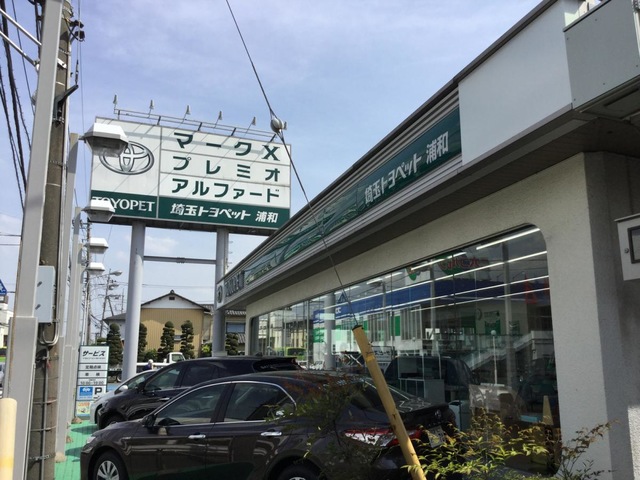 マークX
プレミオ
アルファード
TOYOPET
埼玉トヨペット 浦和
埼玉トヨペット 浦和
サービス
P